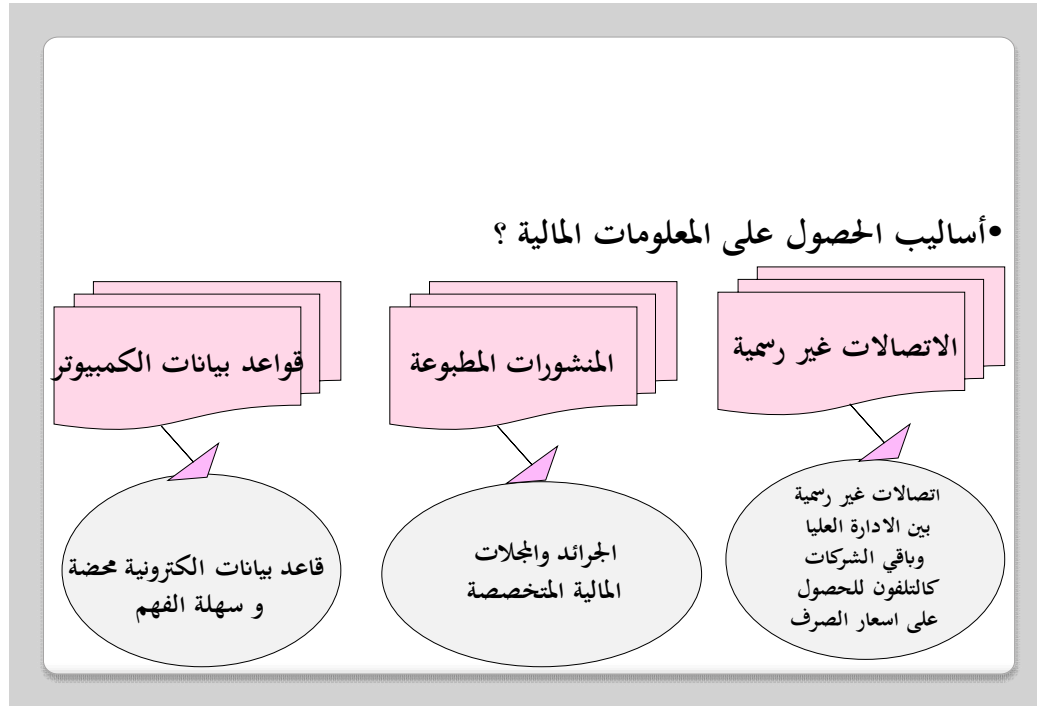 •أساليب الحصول على المعلومات المالية ؟
الاتصالات غير رسمية
المنشورات المطبوعة
قواعد بيانات الكمبيوتر
اتصالات غير رسمية
بين الادارة العليا
وباقي الشركات
كالتلفون للحصول
على اسعار الصرف
الجرائد والمجلات
المالية المتخصصة
قاعد بيانات الكترونية محضة
و سهلة الفهم